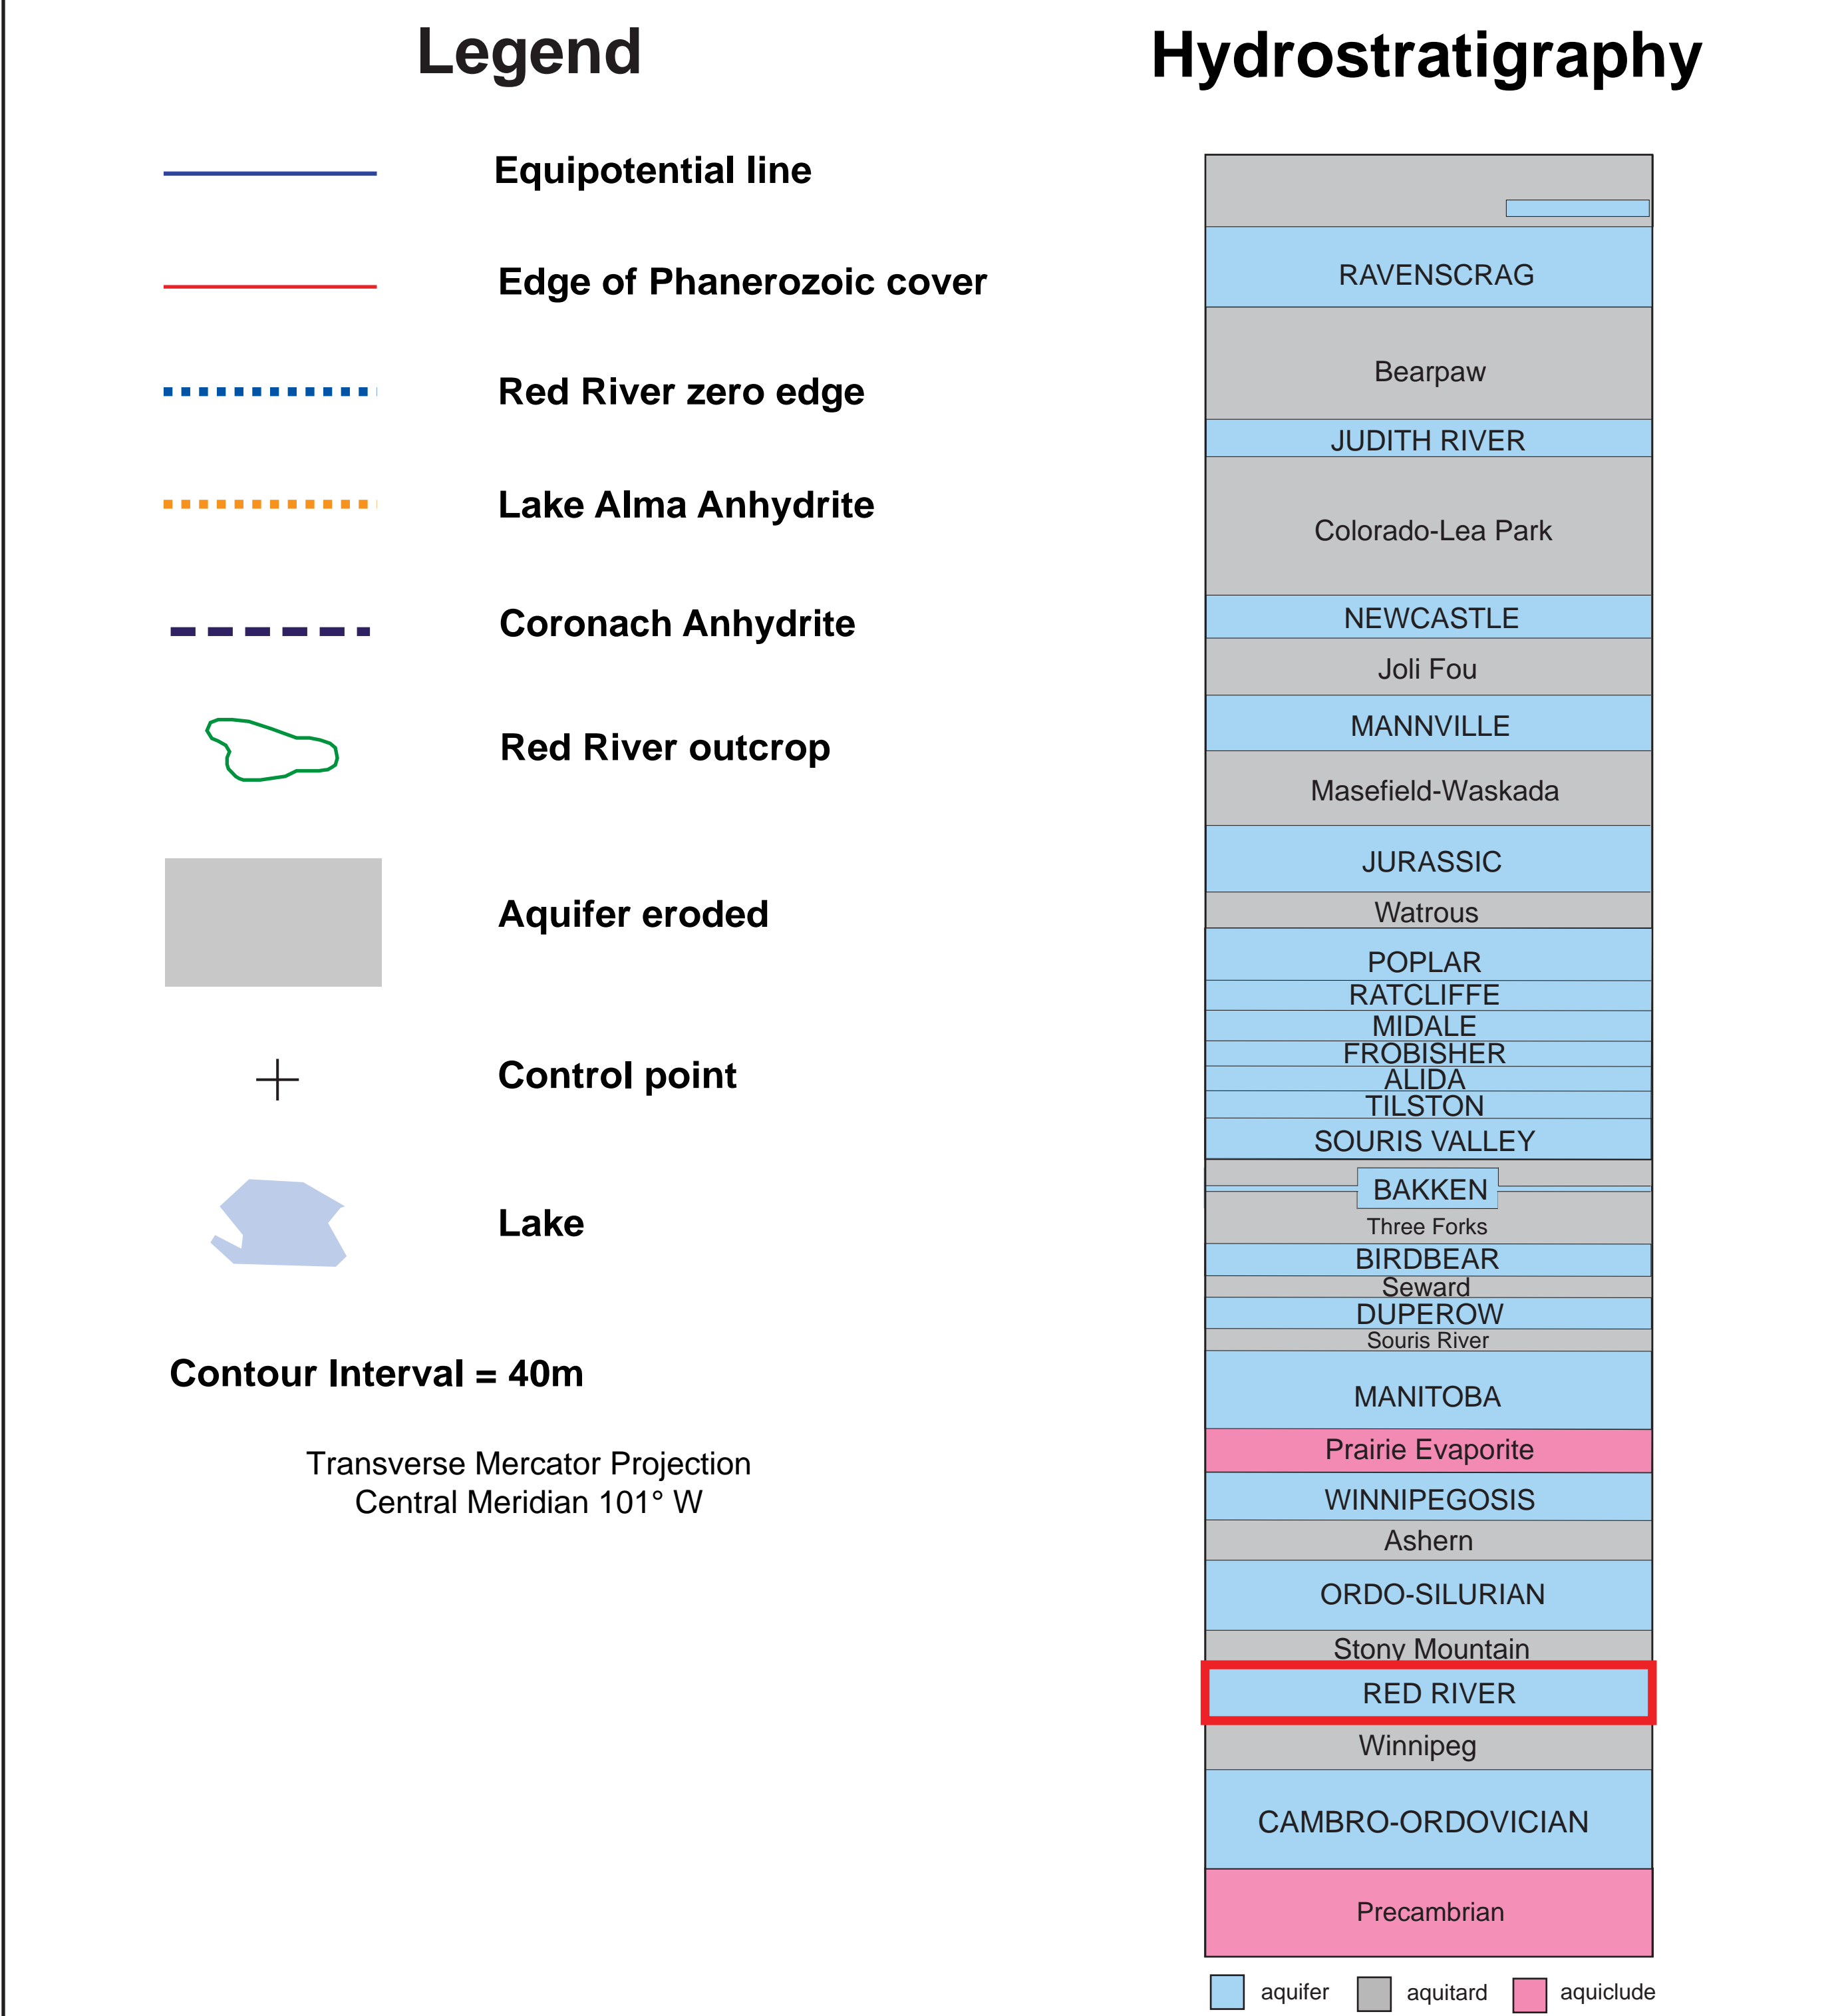 Legend
Equipotential line
Edge of Phanerozoic cover
Red River zero edge
Lake Alma Anhydrite
Coronach Anhydrite
Red River outcrop
Aquifer eroded
Control point
Lake
Contour Interval = 40m
Transverse Mercator Projection
Central Meridian 101° W
Hydrostratigraphy
RAVENSCRAG
Bearpaw
JUDITH RIVER
Colorado-Lea Park
NEWCASTLE
Joli Fou
MANNVILLE
Masefield-Waskada
JURASSIC
Watrous
POPLAR
RATCLIFFE
MIDALE
FROBISHER
ALIDA
TILSTON
SOURIS VALLEY
BAKKEN
Three Forks
BIRDBEAR
Seward
DUPEROW
Souris River
MANITOBA
Prairie Evaporite
WINNIPEGOSIS
Ashern
ORDO-SILURIAN
Stony Mountain
RED RIVER
Winnipeg
CAMBRO-ORDOVICIAN
Precambrian
aquifer aquitard aquiclude